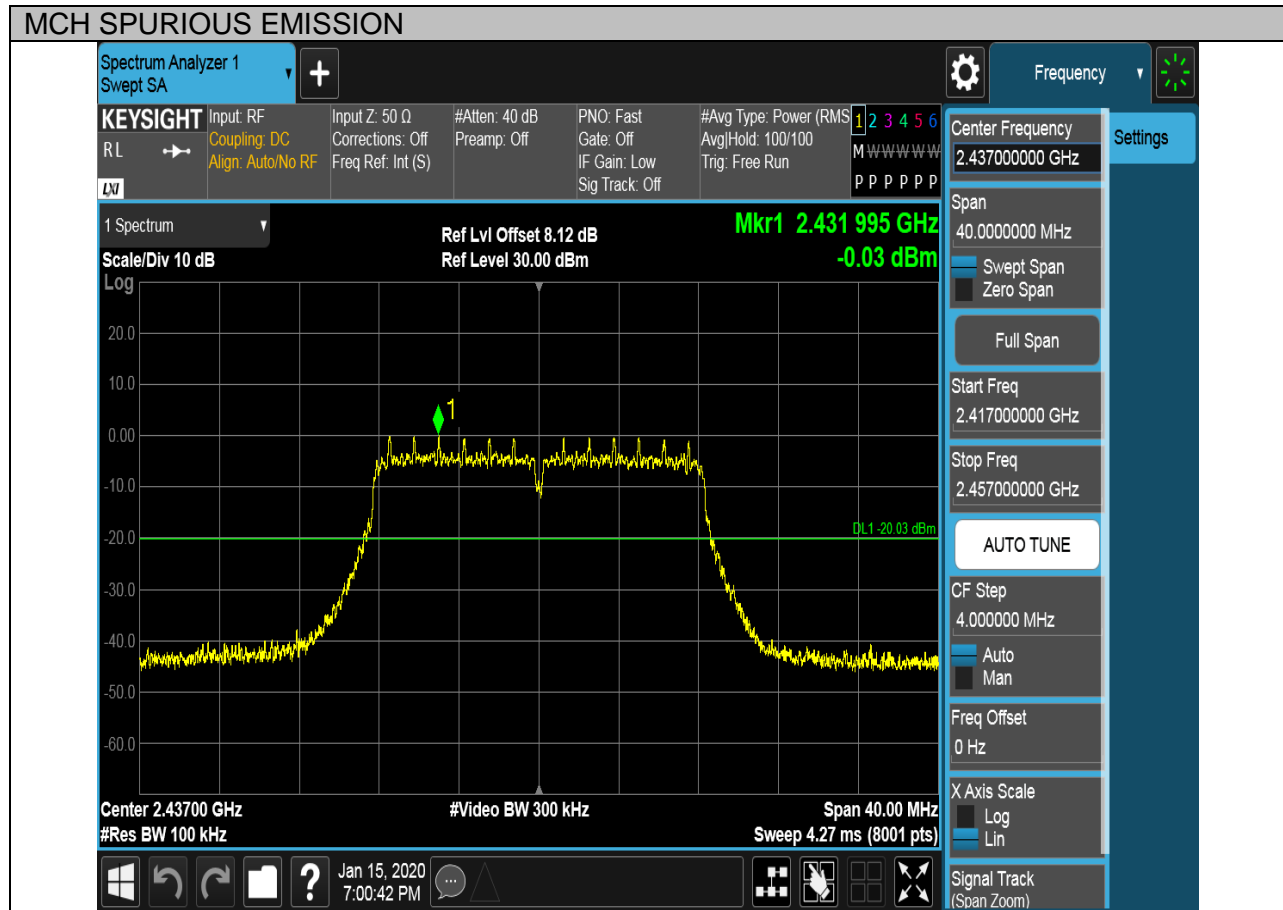 MCH SPURIOUS EMISSION
Spectrum Analyzer 1
Swept SA
Frequency
KEYSIGHT
RL
LXI
Input: RF
Coupling: DC
Align: Auto/No RF
Input Z: 50 Ω
Corrections: Off
Freq Ref: Int (S)
#Atten: 40 dB
Preamp: Off
PNO: Fast
Gate: Off
IF Gain: Low
Sig Track: Off
#Avg Type: Power (RMS
Avg|Hold: 100/100
Trig: Free Run
1 2 3 4 5 6
M W W W W W
P P P P P P
1 Spectrum
Scale/Div 10 dB
Log
Ref Lvl Offset 8.12 dB
Ref Level 30.00 dBm
Mkr1 2.431 995 GHz
-0.03 dBm
20.0
10.0
0.00
-10.0
-20.0
-30.0
-40.0
-50.0
-60.0
1
DL1 -20.03 dBm
Center 2.43700 GHz
#Res BW 100 kHz
#Video BW 300 kHz
Span 40.00 MHz
Sweep 4.27 ms (8001 pts)
Jan 15, 2020
7:00:42 PM
Center Frequency
2.437000000 GHz
Settings
Span
40.0000000 MHz
Swept Span
Zero Span
Full Span
Start Freq
2.417000000 GHz
Stop Freq
2.457000000 GHz
AUTO TUNE
CF Step
4.000000 MHz
Auto
Man
Freq Offset
0 Hz
X Axis Scale
Log
Lin
Signal Track
(Span Zoom)